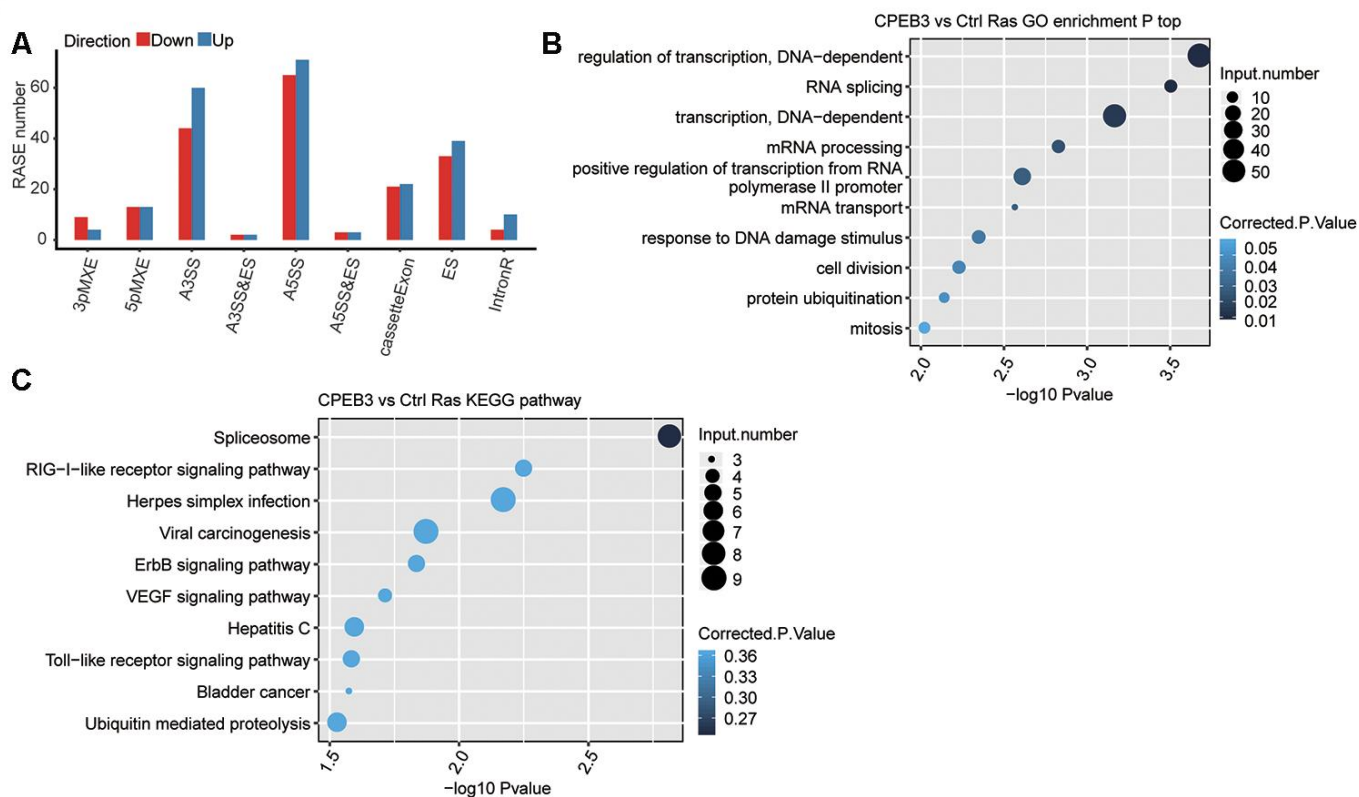 A
Direction Down Up
RASE number
60
40
20
0
3pMXE
5pMXE
A3SS
A3SS&ES
A5SS
A5SS&ES
cassetteExon
ES
IntronR
B
CPEB3 vs Ctrl Ras GO enrichment P top
regulation of transcription, DNA−dependent
RNA splicing
transcription, DNA−dependent
mRNA processing
positive regulation of transcription from RNA
polymerase II promoter
mRNA transport
response to DNA damage stimulus
cell division
protein ubiquitination
mitosis
2.0
2.5
3.0
3.5
−log10 Pvalue
Input.number
10
20
30
40
50
Corrected.P.Value
0.05
0.04
0.03
0.02
0.01
C
CPEB3 vs Ctrl Ras KEGG pathway
Spliceosome
RIG−I−like receptor signaling pathway
Herpes simplex infection
Viral carcinogenesis
ErbB signaling pathway
VEGF signaling pathway
Hepatitis C
Toll−like receptor signaling pathway
Bladder cancer
Ubiquitin mediated proteolysis
1.5
2.0
2.5
−log10 Pvalue
Input.number
3
4
5
6
7
8
9
Corrected.P.Value
0.36
0.33
0.30
0.27